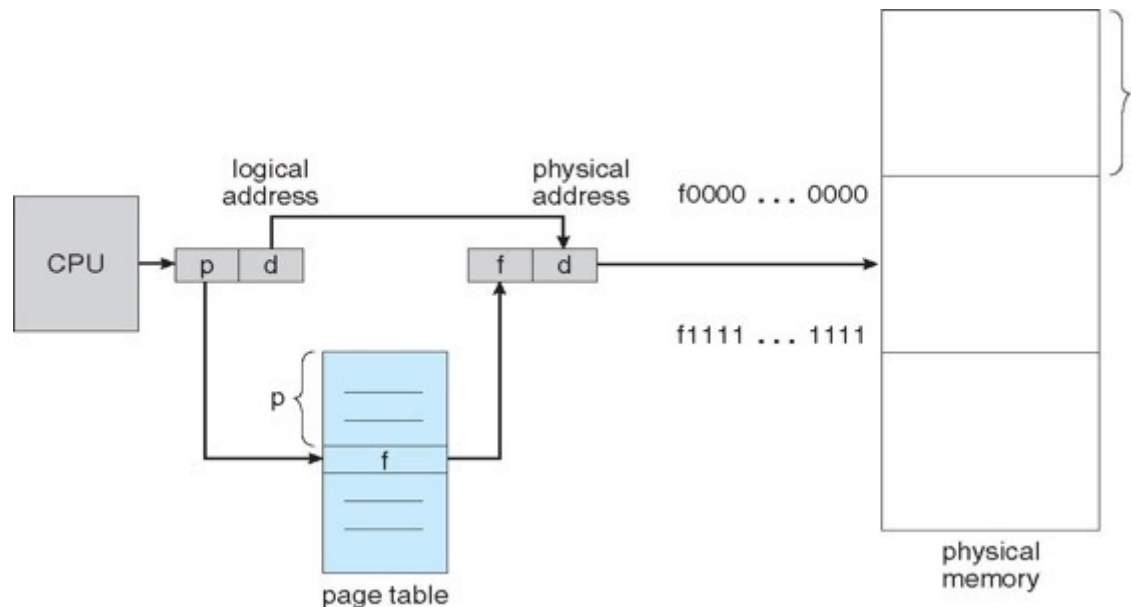 logical
address
physical
address
f0000 ... 0000
CPU
p
d
f
d
f1111 ... 1111
p
f
page table
physical
memory